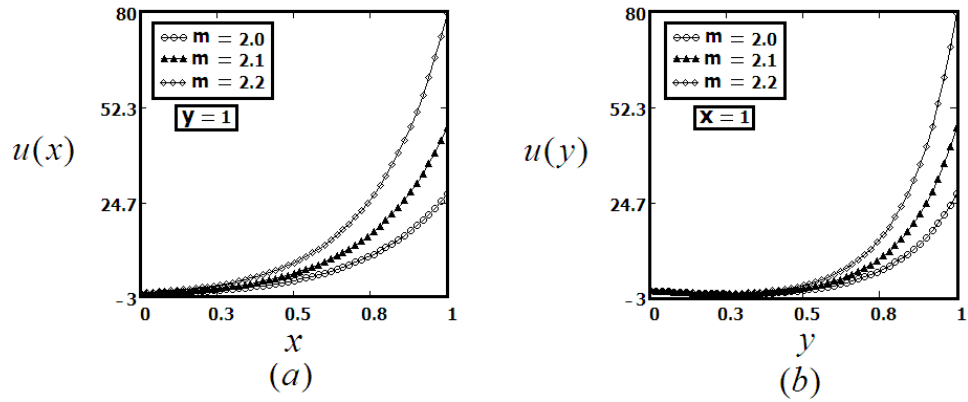 80
m = 2.0
m = 2.1
m = 2.2
y = 1
52.3
u(x)
24.7
−3
0 0.3 0.5 0.8 1
x
(a)
80
m = 2.0
m = 2.1
m = 2.2
x = 1
52.3
u(y)
24.7
−3
0 0.3 0.5 0.8 1
y
(b)